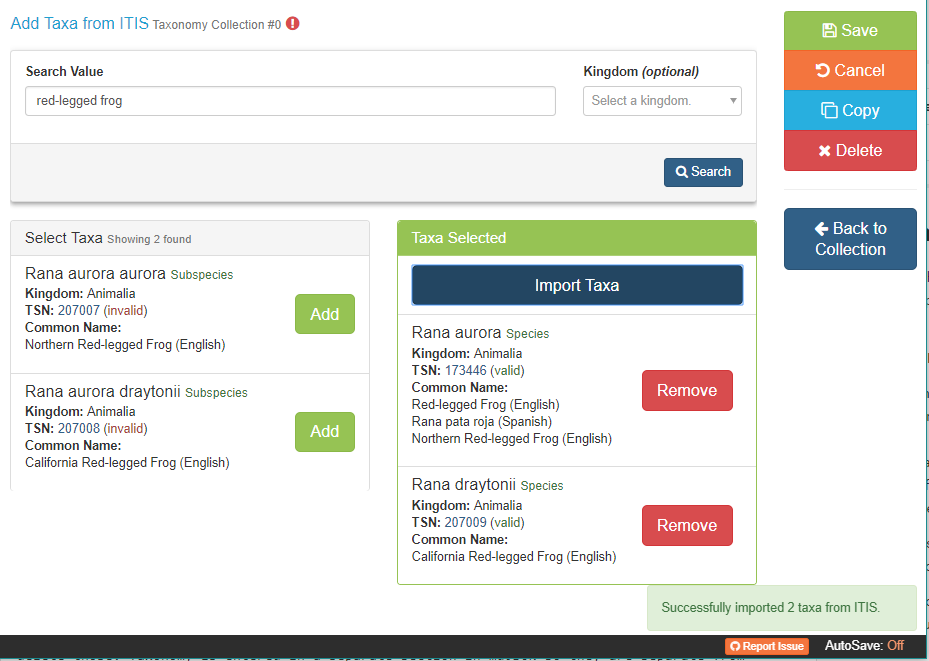 Add Taxa from ITIS Taxonomy Collection #0
Search Value
Kingdom (optional)
red-legged frog
Select a kingdom.
Search
Select Taxa Showing 2 found
Rana aurora aurora Subspecies
Kingdom: Animalia
TSN: 207007 (invalid)
Common Name:
Northern Red-legged Frog (English)
Add
Rana aurora draytonii Subspecies
Kingdom: Animalia
TSN: 207008 (invalid)
Common Name:
California Red-legged Frog (English)
Add
Taxa Selected
Import Taxa
Rana aurora Species
Kingdom: Animalia
TSN: 173446 (valid)
Common Name:
Red-legged Frog (English)
Rana pata roja (Spanish)
Northern Red-legged Frog (English)
Remove
Rana draytonii Species
Kingdom: Animalia
TSN: 207009 (valid)
Common Name:
California Red-legged Frog (English)
Remove
Save
Cancel
Copy
Delete
Back to
Collection
Successfully imported 2 taxa from ITIS.
Report Issue
AutoSave: Off